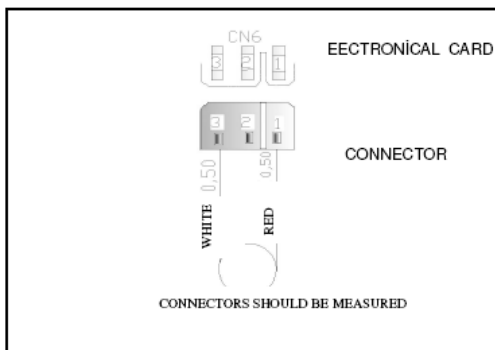 CN6
3 2 1
EECTRONİCAL CARD
3 2 1
CONNECTOR
0,50 0,50
WHITE RED
CONNECTORS SHOULD BE MEASURED